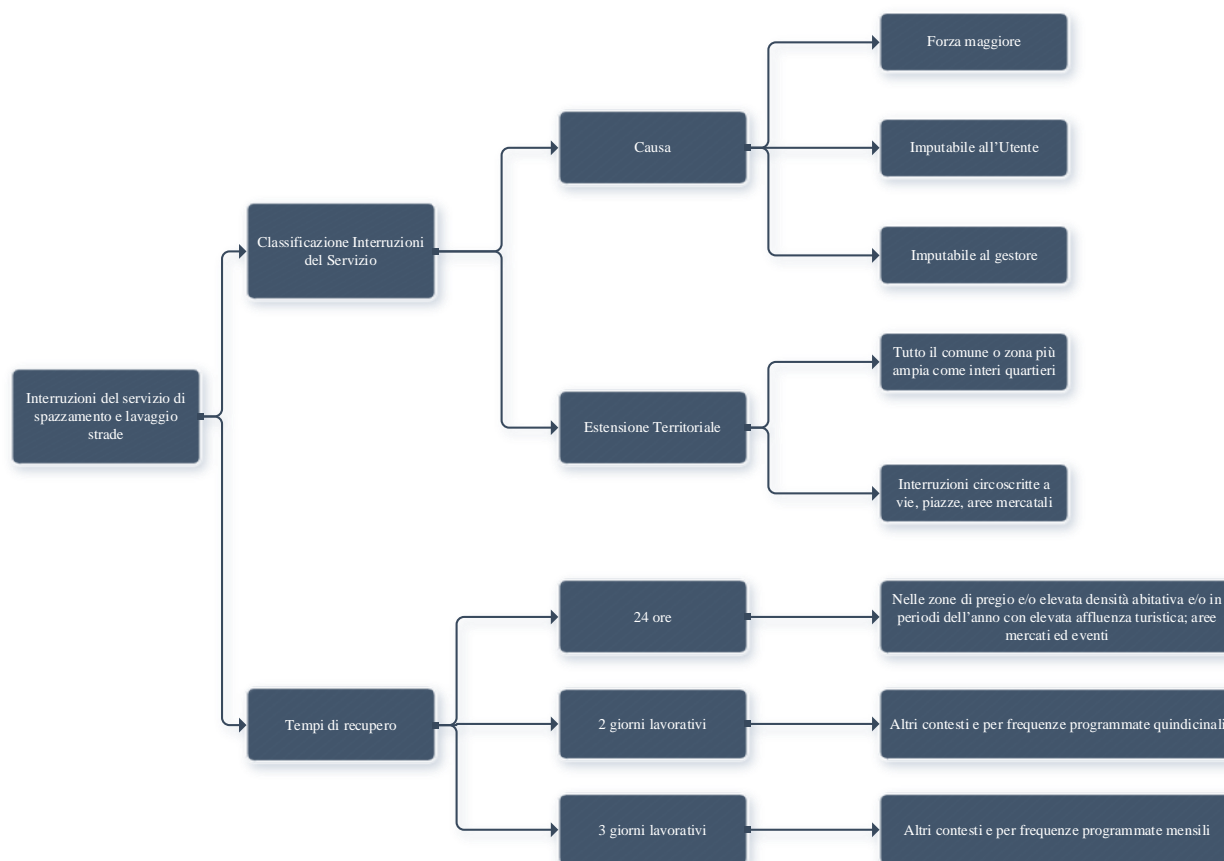 Forza maggiore
Causa
Imputabile all'Utente
Classificazione Interruzioni
del Servizio
Imputabile al gestore
Tutto il comune o zona più
ampia come interi quartieri
Interruzioni del servizio di
spazzamento e lavaggio
strade
Estensione Territoriale
Interruzioni circoscritte a
vie, piazze, aree mercatali
24 ore
Nelle zone di pregio e/o elevata densità abitativa e/o in
periodi dell'anno con elevata affluenza turistica; aree
mercati ed eventi
Tempi di recupero
2 giorni lavorativi
Altri contesti e per frequenze programmate quindicinali
3 giorni lavorativi
Altri contesti e per frequenze programmate mensili